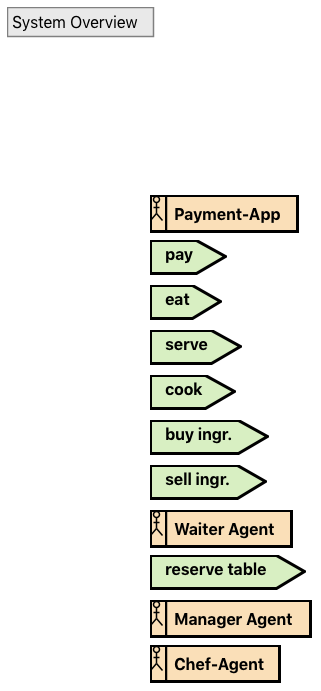 System Overview
Payment-App
pay
eat
serve
cook
buy ingr.
sell ingr.
Waiter Agent
reserve table
Manager Agent
Chef-Agent